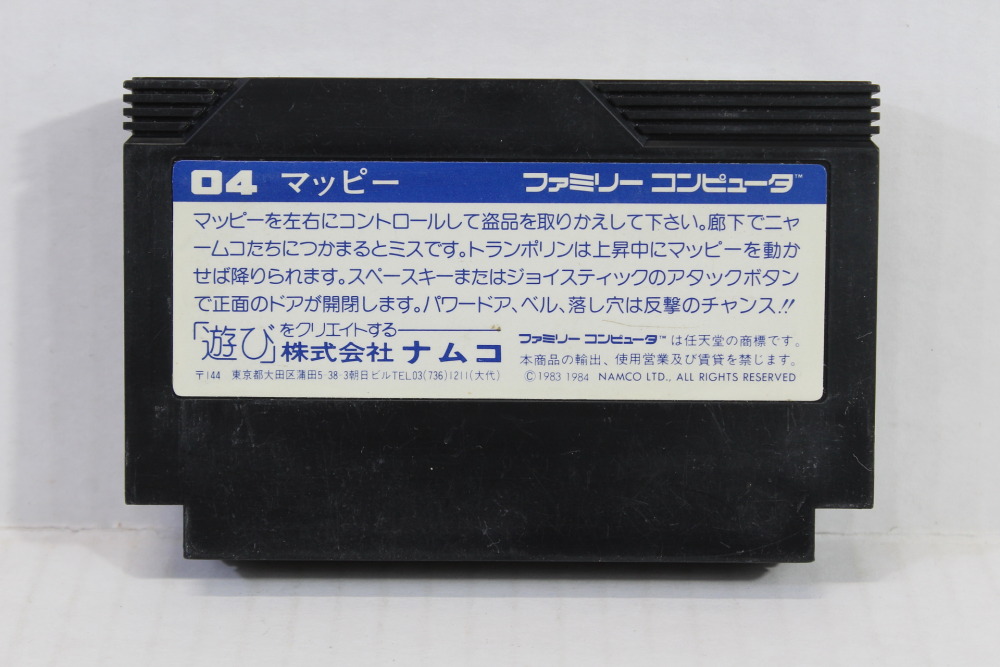 04 マッピー ファミリー コンピュータ™
マッピーを左右にコントロールして盗品を取りかえして下さい。廊下でニャ
ームコたちにつかまるとミスです。トランポリンは上昇中にマッピーを動か
せば降りられます。スペースキーまたはジョイスティックのアタックボタン
で正面のドアが開閉します。パワードア、ベル、落し穴は反撃のチャンス.!!
「遊び」をクリエイトする
株式会社 ナムコ
〒144 東京都大田区蒲田5-38-3朝日ビルTEL03(736)1211(大代)
ファミリー コンピュータ™ は任天堂の商標です。
本商品の輸出、使用営業及び賃貸を禁じます。
©1983 1984 NAMCO LTD., ALL RIGHTS RESERVED